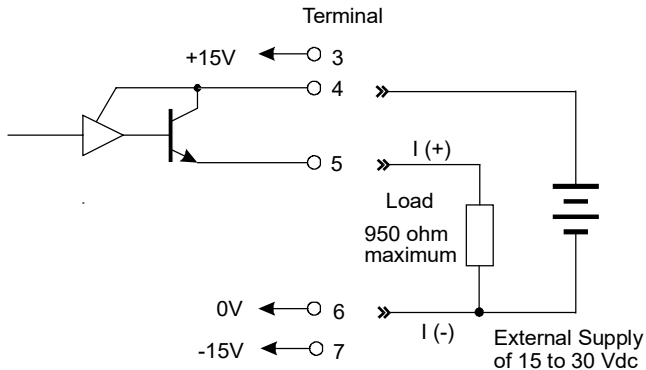 Terminal
+15V
3
4
5
I (+)
Load
950 ohm
maximum
0V
6
I (-)
-15V
7
External Supply
of 15 to 30 Vdc